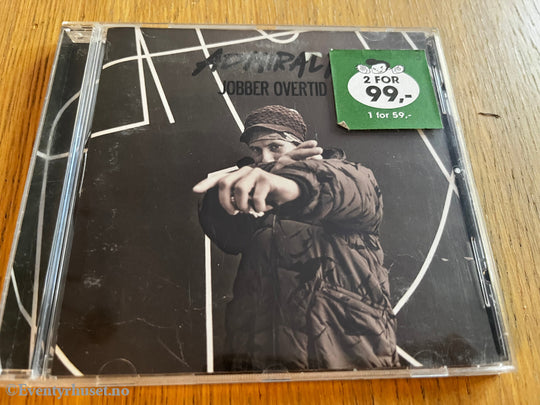 ADMIRAL P
JOBBER OVERTID
2 FOR
99,-
1 for 59,-
© Eventyrhuset.no